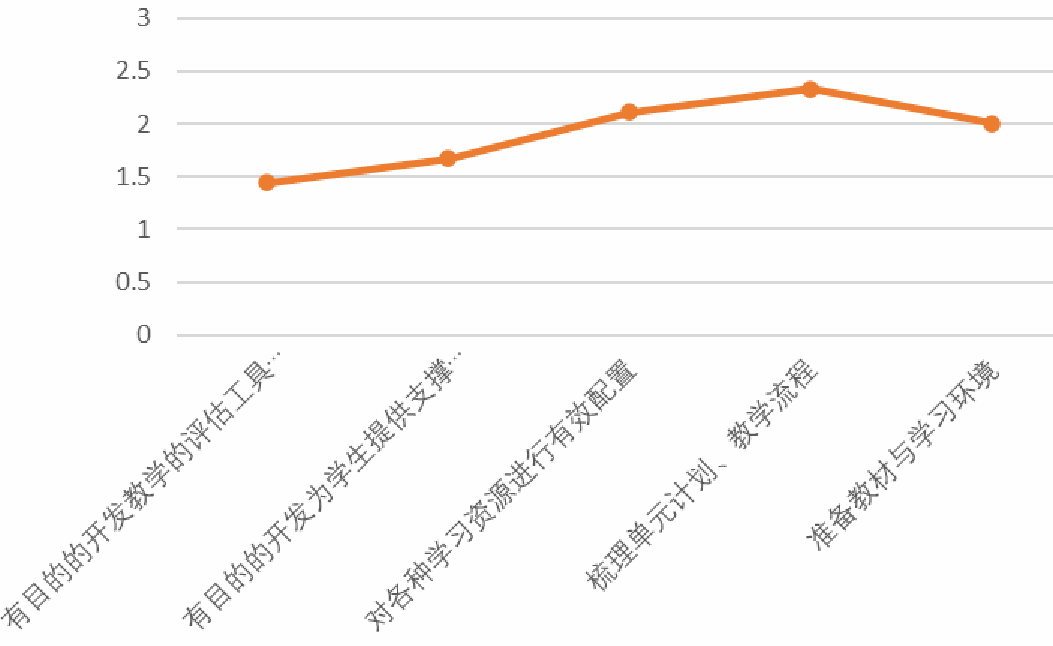 3
2.5
2
1.5
1
0.5
0
有目的的开发教学的评估工具…
有目的的开发为学生提供支撑…
对各种学习资源进行有效配置
梳理单元计划、教学流程
准备教材与学习环境